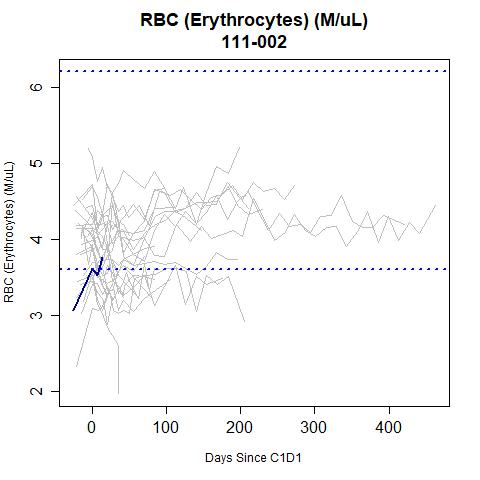 RBC (Erythrocytes) (M/uL)
111-002
RBC (Erythrocytes) (M/uL)
6
5
4
3
2
0 100 200 300 400
Days Since C1D1